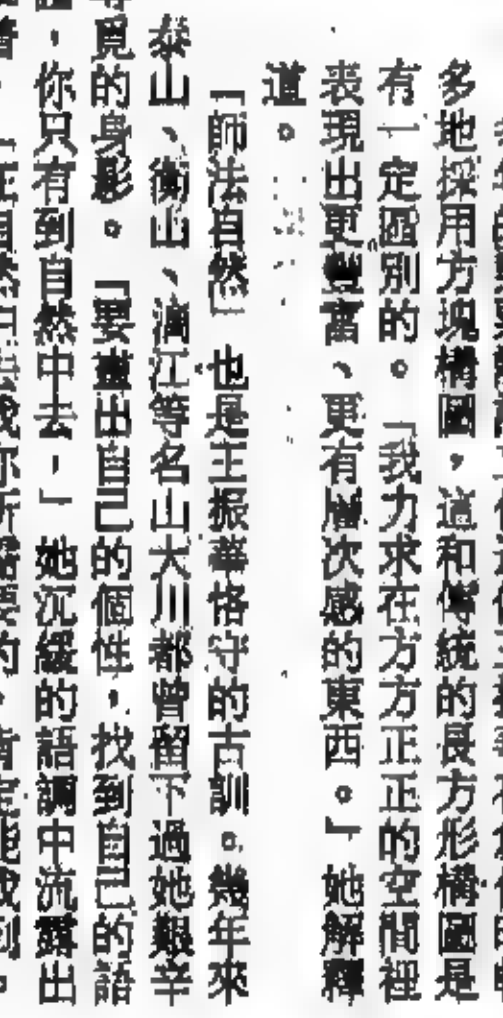 多地採用方塊構圖，這和傳統的長方形構圖是
有一定區別的。「我力求在方方正正的空間裡
表現出更豐富、更有層次感的東西。」她解釋
道。
「師法自然」也是王振華恪守的古訓。幾年來
泰山、衡山、漓江等名山大川都曾留下過她艱辛
尋覓的身影。「要畫出自己的個性，找到自己的語
，你只有到自然中去，」她沉緩的語調中流露出